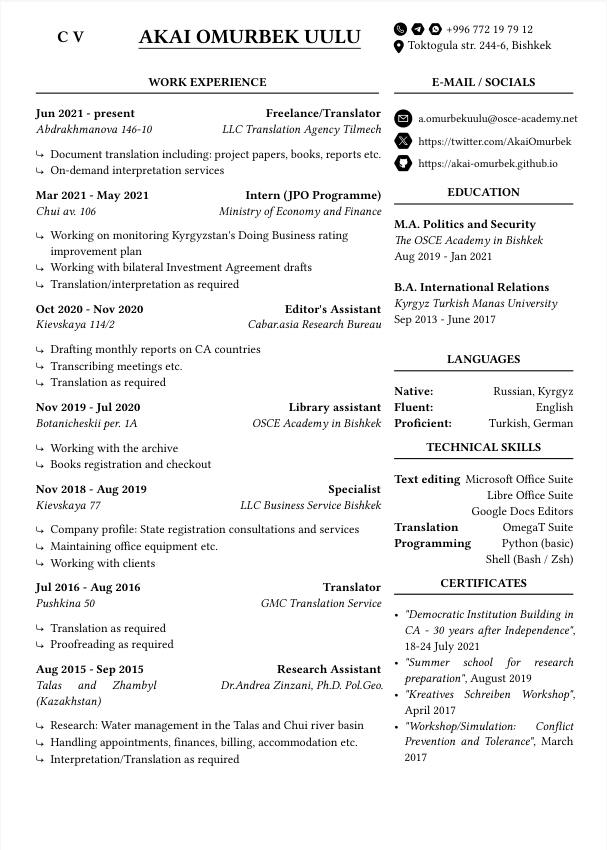 C V
AKAI OMURBEK UULU
+996 772 19 79 12
Toktogula str. 244-6, Bishkek
WORK EXPERIENCE
Jun 2021 - present Freelance/Translator
Abdrakhmanova 146-10 LLC Translation Agency Tilmech
Document translation including: project papers, books, reports etc.
On-demand interpretation services
Mar 2021 - May 2021 Intern (JPO Programme)
Chui av. 106 Ministry of Economy and Finance
Working on monitoring Kyrgyzstan's Doing Business rating
improvement plan
Working with bilateral Investment Agreement drafts
Translation/interpretation as required
Oct 2020 - Nov 2020 Editor's Assistant
Kievskaya 114/2 Cabar.asia Research Bureau
Drafting monthly reports on CA countries
Transcribing meetings etc.
Translation as required
Nov 2019 - Jul 2020 Library assistant
Botanicheskii per. 1A OSCE Academy in Bishkek
Working with the archive
Books registration and checkout
Nov 2018 - Aug 2019 Specialist
Kievskaya 77 LLC Business Service Bishkek
Company profile: State registration consultations and services
Maintaining office equipment etc.
Working with clients
Jul 2016 - Aug 2016 Translator
Pushkina 50 GMC Translation Service
Translation as required
Proofreading as required
Aug 2015 - Sep 2015 Research Assistant
Talas and Zhambyl Dr.Andrea Zinzani, Ph.D. Pol.Geo.
(Kazakhstan)
Research: Water management in the Talas and Chui river basin
Handling appointments, finances, billing, accommodation etc.
Interpretation/Translation as required
E-MAIL / SOCIALS
a.omurbekuulu@osce-academy.net
https://twitter.com/AkaiOmurbek
https://akai-omurbek.github.io
EDUCATION
M.A. Politics and Security
The OSCE Academy in Bishkek
Aug 2019 - Jan 2021
B.A. International Relations
Kyrgyz Turkish Manas University
Sep 2013 - June 2017
LANGUAGES
Native: Russian, Kyrgyz
Fluent: English
Proficient: Turkish, German
TECHNICAL SKILLS
Text editing Microsoft Office Suite
Libre Office Suite
Google Docs Editors
Translation OmegaT Suite
Programming Python (basic)
Shell (Bash / Zsh)
CERTIFICATES
• "Democratic Institution Building in
CA - 30 years after Independence",
18-24 July 2021
• "Summer school for research
preparation", August 2019
• "Kreatives Schreiben Workshop",
April 2017
• "Workshop/Simulation: Conflict
Prevention and Tolerance", March
2017